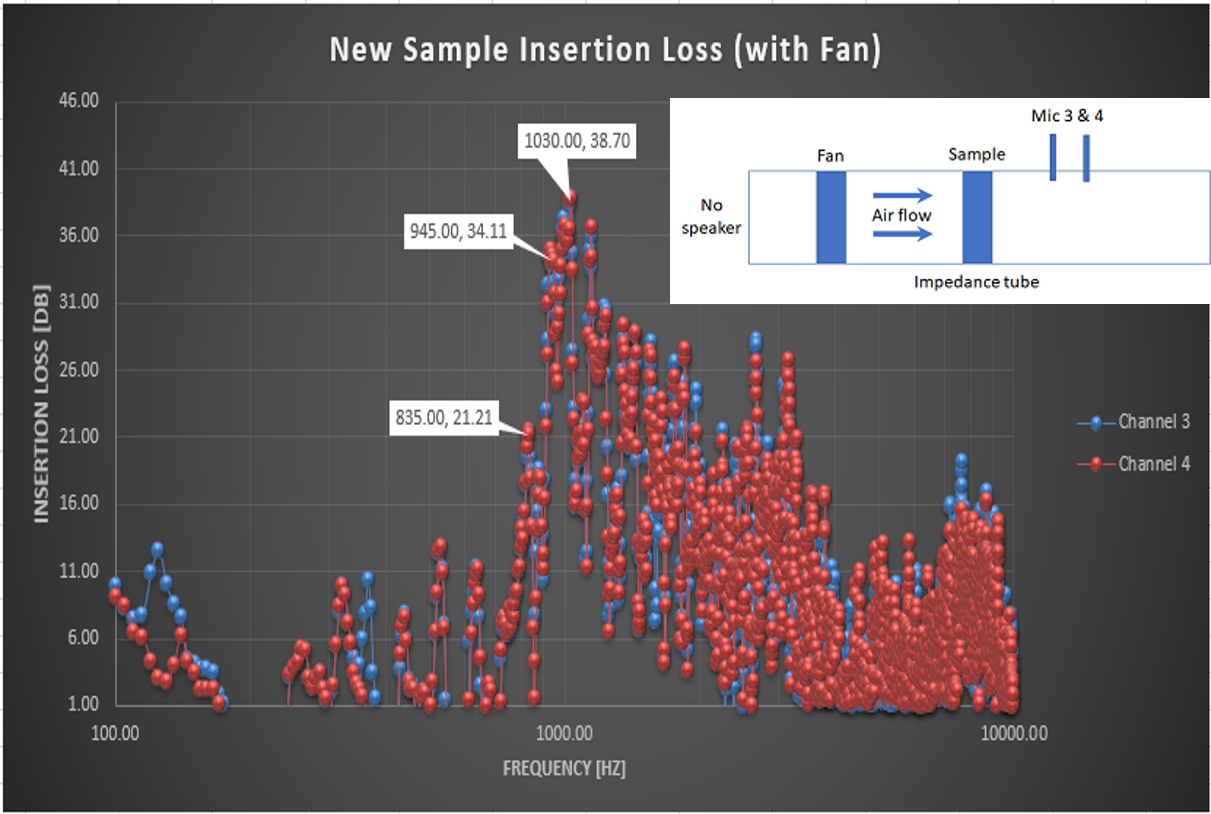 New Sample Insertion Loss (with Fan)
46.00
41.00
36.00
31.00
26.00
21.00
16.00
11.00
6.00
1.00
INSERTION LOSS [DB]
1030.00, 38.70
945.00, 34.11
835.00, 21.21
Mic 3 & 4
Fan
Sample
No
speaker
Air flow
Impedance tube
Channel 3
Channel 4
100.00
1000.00
10000.00
FREQUENCY [HZ]